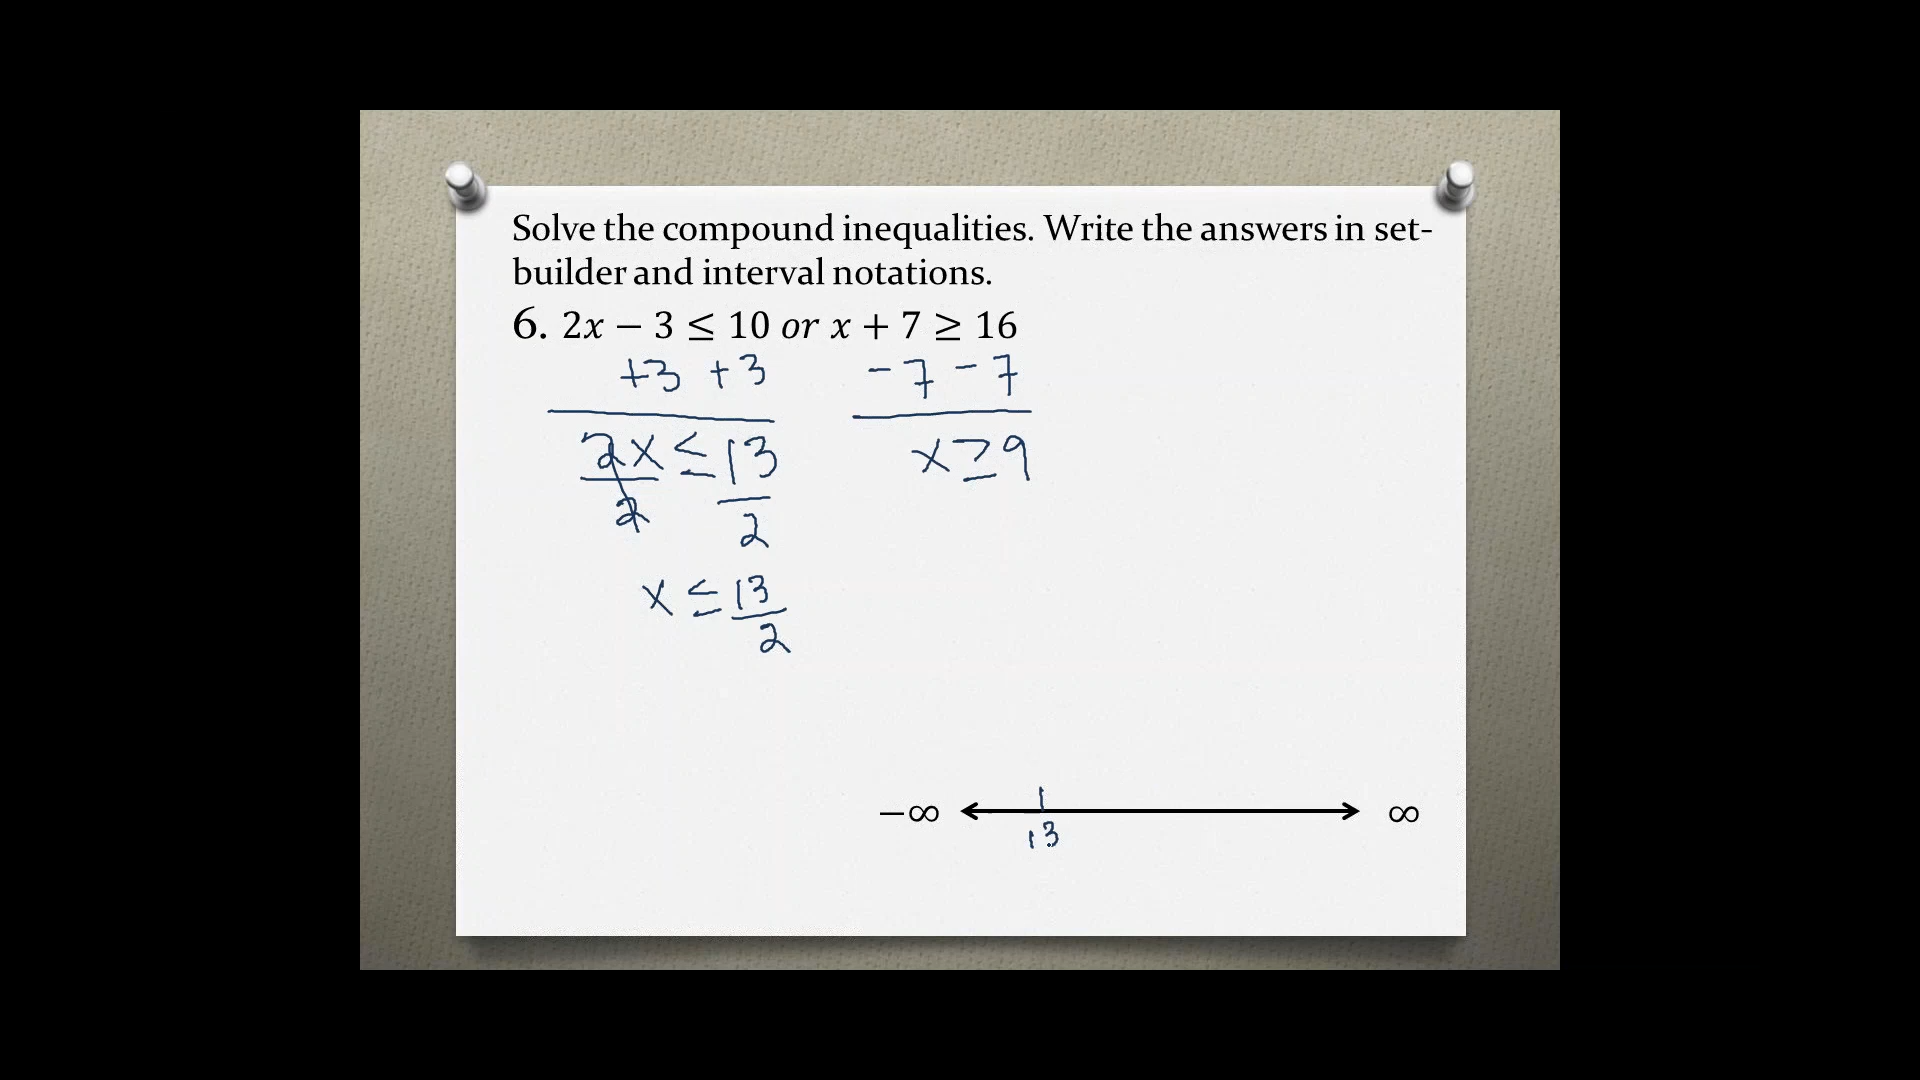 Solve the compound inequalities. Write the answers in set-
builder and interval notations.
6. 2x − 3 ≤ 10 or x + 7 ≥ 16
+3 +3 −7 −7
2x ≤ 13 x ≥ 9
2 2
x ≤ 13
2
−∞ ∞
13